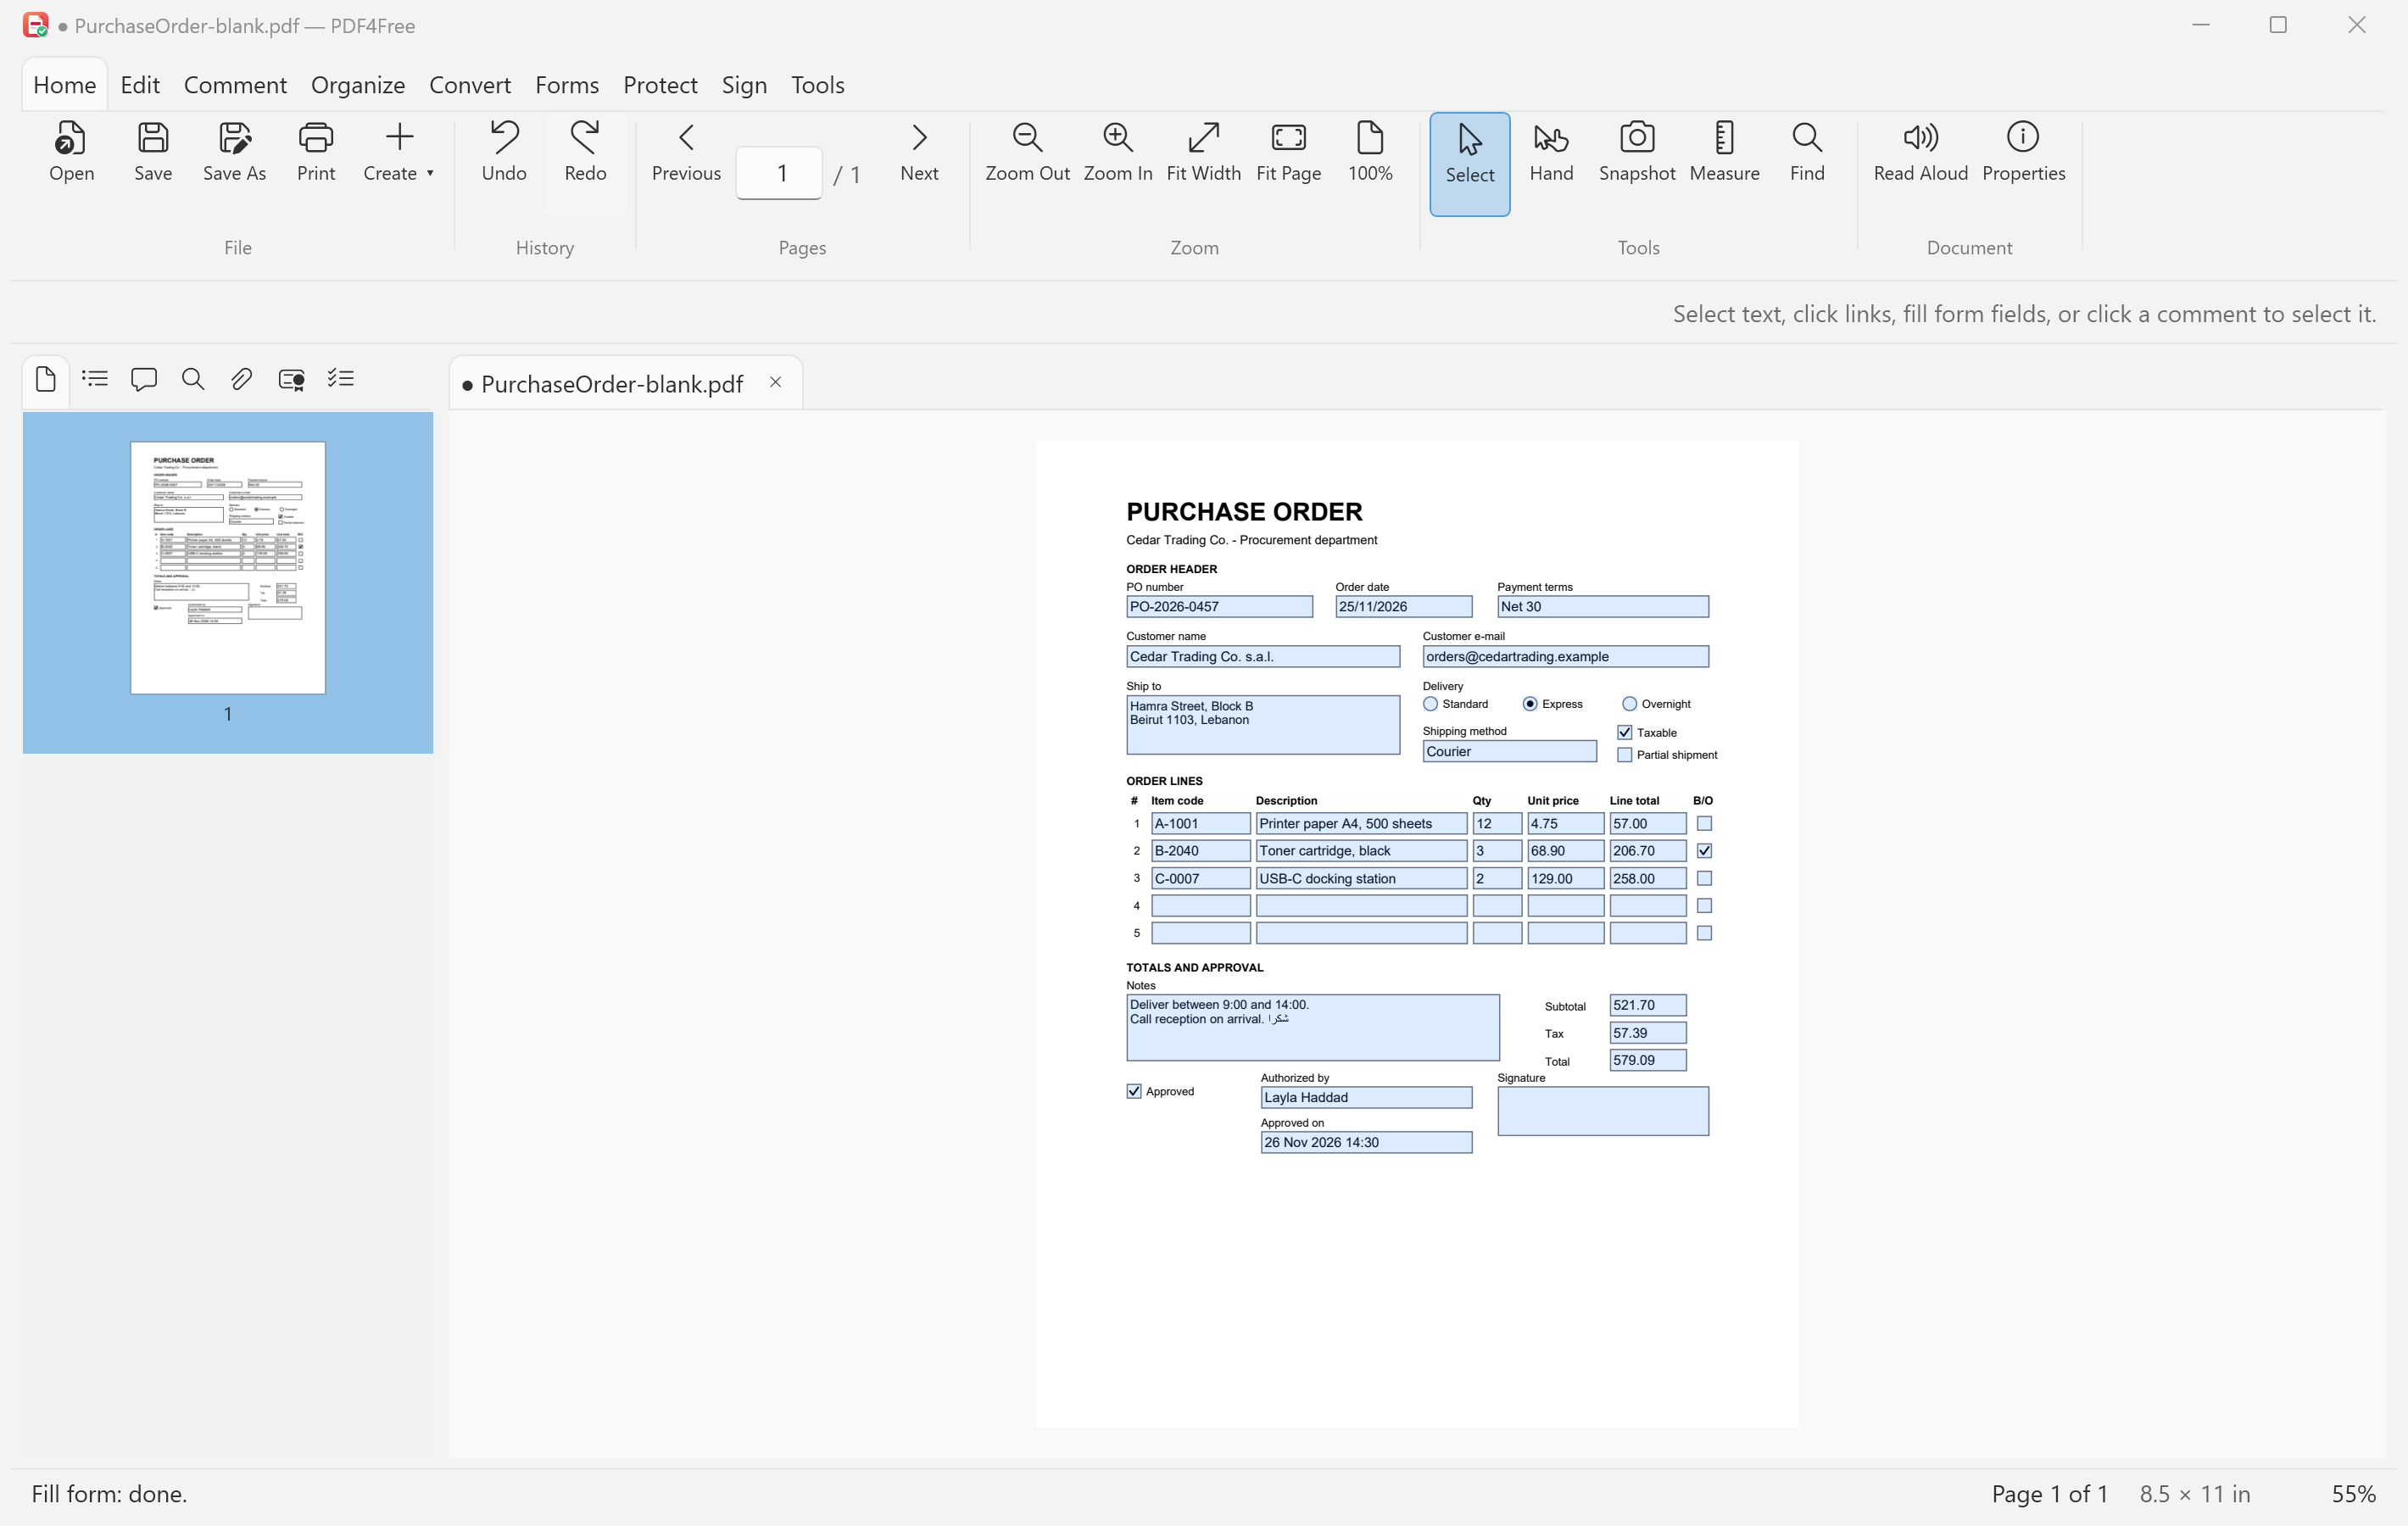 ● PurchaseOrder-blank.pdf — PDF4Free
Home Edit Comment Organize Convert Forms Protect Sign Tools
Open Save Save As Print Create Undo Redo Previous 1 / 1 Next Zoom Out Zoom In Fit Width Fit Page 100% Select Hand Snapshot Measure Find Read Aloud Properties
File History Pages Zoom Tools Document
Select text, click links, fill form fields, or click a comment to select it.
● PurchaseOrder-blank.pdf
1
PURCHASE ORDER
Cedar Trading Co. - Procurement department
ORDER HEADER
PO number Order date Payment terms
PO-2026-0457 25/11/2026 Net 30
Customer name Customer e-mail
Cedar Trading Co. s.a.l. orders@cedartrading.example
Ship to Delivery
Hamra Street, Block B
Beirut 1103, Lebanon
Standard Express Overnight
Shipping method Taxable
Courier Partial shipment
ORDER LINES
# Item code Description Qty Unit price Line total B/O
1 A-1001 Printer paper A4, 500 sheets 12 4.75 57.00
2 B-2040 Toner cartridge, black 3 68.90 206.70
3 C-0007 USB-C docking station 2 129.00 258.00
4
5
TOTALS AND APPROVAL
Notes
Deliver between 9:00 and 14:00.
Call reception on arrival. شكرا
Subtotal 521.70
Tax 57.39
Total 579.09
Approved Authorized by Signature
Layla Haddad
Approved on
26 Nov 2026 14:30
Fill form: done. Page 1 of 1 8.5 × 11 in 55%